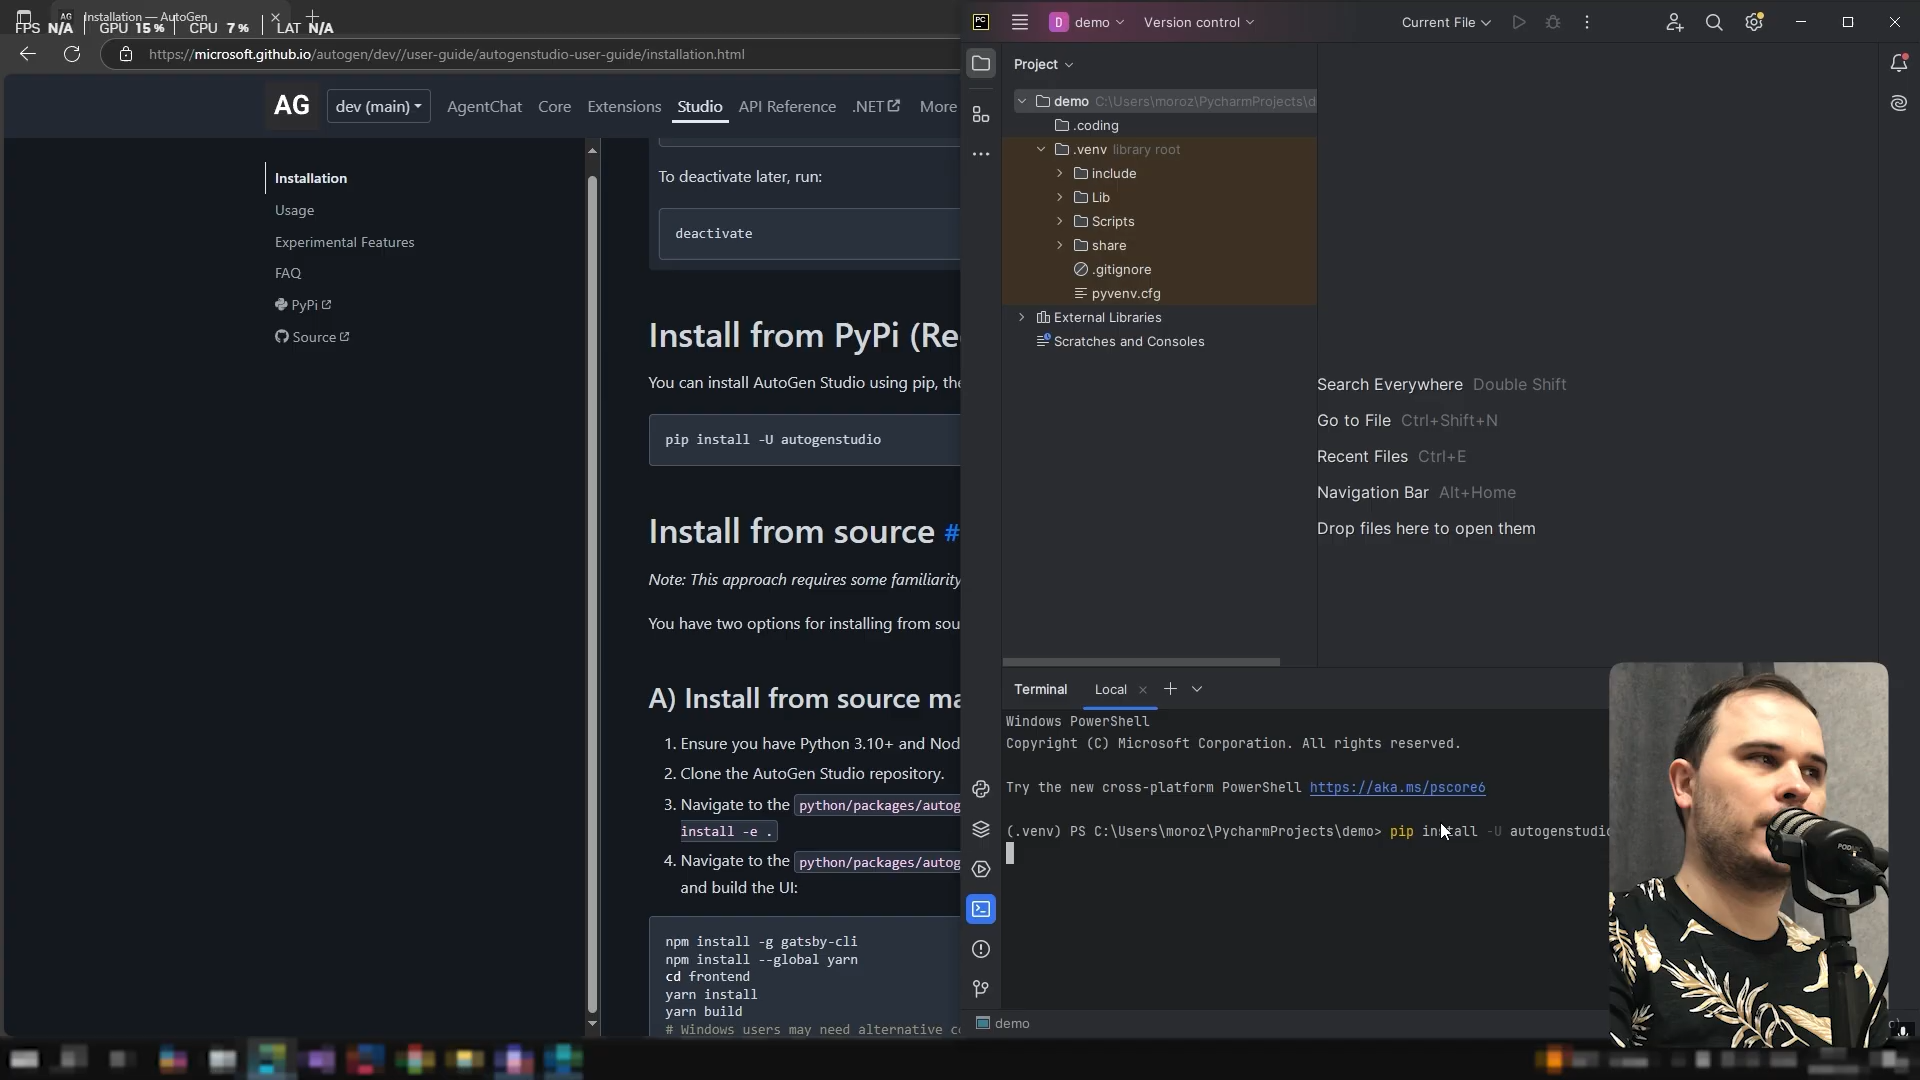 Installation — AutoGen
FPS N/A GPU 15 % CPU 7 % LAT N/A
https://microsoft.github.io/autogen/dev//user-guide/autogenstudio-user-guide/installation.html
AG
dev (main)
AgentChat
Core
Extensions
Studio
API Reference
.NET
More
Installation
Usage
Experimental Features
FAQ
PyPi
Source
To deactivate later, run:
deactivate
Install from PyPi (Re
You can install AutoGen Studio using pip, the
pip install -U autogenstudio
Install from source #
Note: This approach requires some familiarity
You have two options for installing from sou
A) Install from source ma
1. Ensure you have Python 3.10+ and Nod
2. Clone the AutoGen Studio repository.
3. Navigate to the python/packages/autog
install -e .
4. Navigate to the python/packages/autog
and build the UI:
npm install -g gatsby-cli
npm install --global yarn
cd frontend
yarn install
yarn build
# Windows users may need alternative co
PC
D demo
Version control
Current File
Project
demo C:\Users\moroz\PycharmProjects\d
.coding
.venv library root
include
Lib
Scripts
share
.gitignore
pyvenv.cfg
External Libraries
Scratches and Consoles
Search Everywhere Double Shift
Go to File Ctrl+Shift+N
Recent Files Ctrl+E
Navigation Bar Alt+Home
Drop files here to open them
Terminal
Local
Windows PowerShell
Copyright (C) Microsoft Corporation. All rights reserved.
Try the new cross-platform PowerShell https://aka.ms/pscore6
(.venv) PS C:\Users\moroz\PycharmProjects\demo> pip install -U autogenstudio
demo